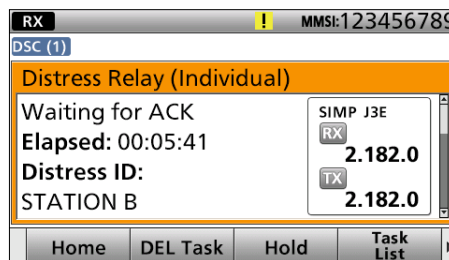 RX ! MMSI:123456789
DSC (1)
Distress Relay (Individual)
Waiting for ACK
Elapsed: 00:05:41
Distress ID:
STATION B
SIMP J3E
RX
2.182.0
TX
2.182.0
Home DEL Task Hold Task List